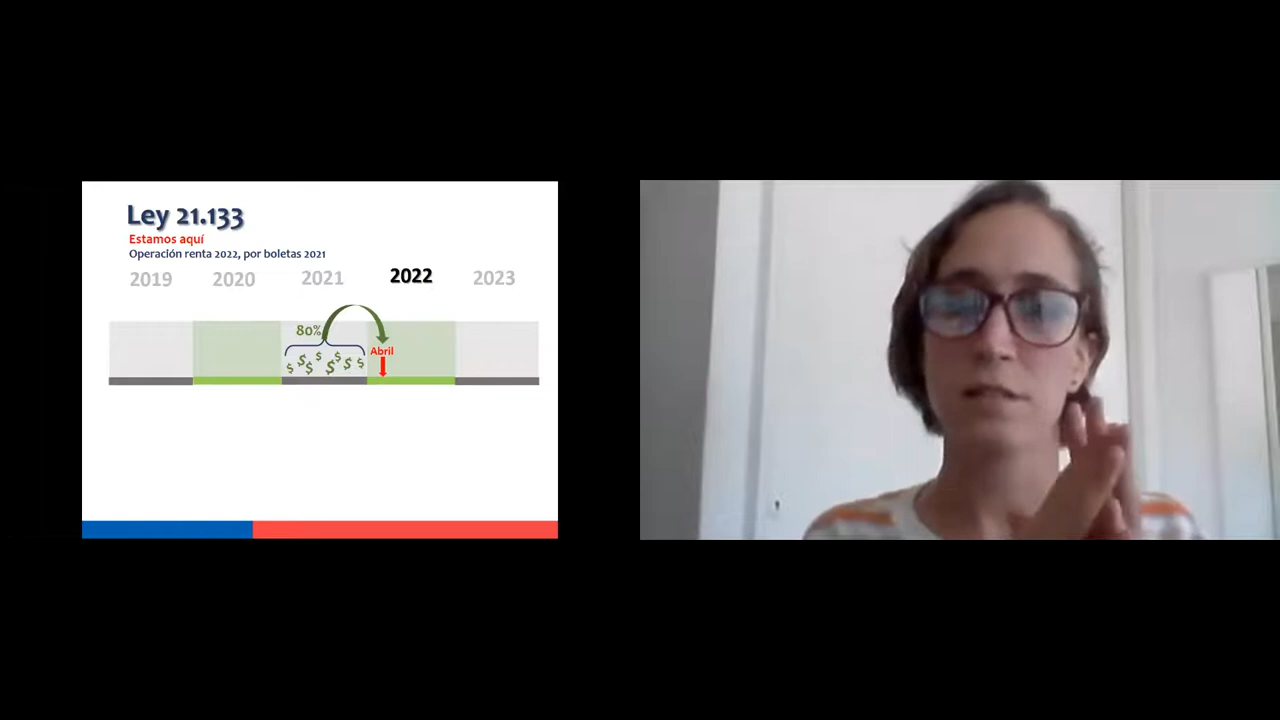 Ley 21.133
Estamos aquí
Operación renta 2022, por boletas 2021
2019 2020 2021 2022 2023
80%
$ $ $ $ $ $ $ $
Abril